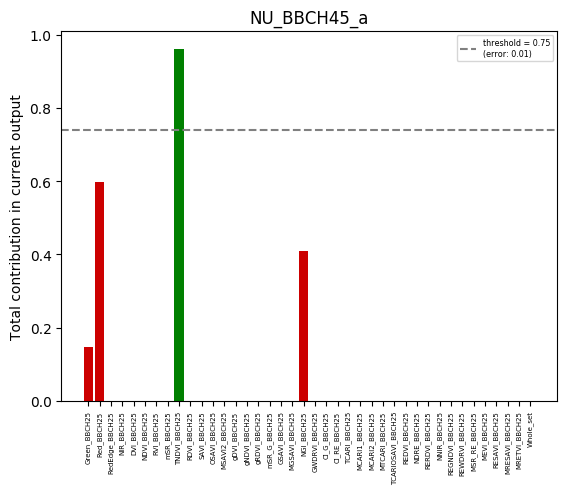 NU_BBCH45_a
threshold = 0.75
(error: 0.01)
Total contribution in current output
1.0
0.8
0.6
0.4
0.2
0.0
Green_BBCH25
Red_BBCH25
RedEdge_BBCH25
NIR_BBCH25
DVI_BBCH25
NDVI_BBCH25
RVI_BBCH25
mSR_BBCH25
TNDVI_BBCH25
RDVI_BBCH25
SAVI_BBCH25
OSAVI_BBCH25
MSAVI2_BBCH25
gDVI_BBCH25
gNDVI_BBCH25
gRDVI_BBCH25
mSR_G_BBCH25
GSAVI_BBCH25
MGSAVI_BBCH25
NGI_BBCH25
GWDRVI_BBCH25
CI_G_BBCH25
CI_RE_BBCH25
TCARI_BBCH25
MCARI1_BBCH25
MCARI2_BBCH25
MTCARI_BBCH25
TCARIOSAVI_BBCH25
REDVI_BBCH25
NDRE_BBCH25
RERDVI_BBCH25
NNIR_BBCH25
REGNDVI_BBCH25
REWDRVI_BBCH25
MSR_RE_BBCH25
MEVI_BBCH25
RESAVI_BBCH25
MRESAVI_BBCH25
MRETVI_BBCH25
Whole_set